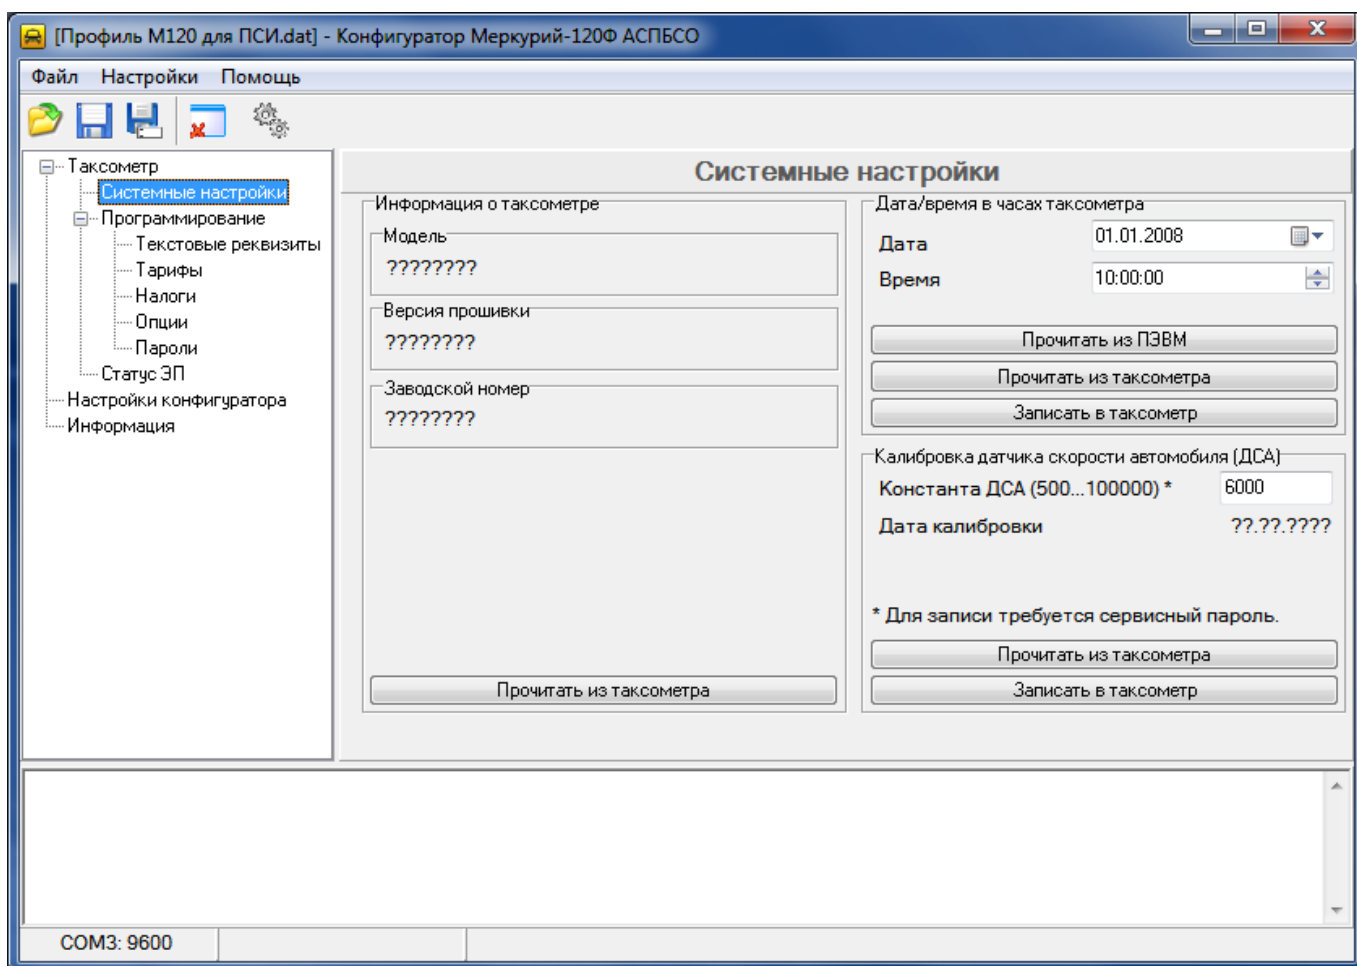 [Профиль М120 для ПСИ.dat] - Конфигуратор Меркурий-120Ф АСПБСО
Файл Настройки Помощь
Таксометр
Системные настройки
Программирование
Текстовые реквизиты
Тарифы
Налоги
Опции
Пароли
Статус ЭП
Настройки конфигуратора
Информация
Системные настройки
Информация о таксометре
Модель
????????
Версия прошивки
????????
Заводской номер
????????
Прочитать из таксометра
Дата/время в часах таксометра
Дата 01.01.2008
Время 10:00:00
Прочитать из ПЭВМ
Прочитать из таксометра
Записать в таксометр
Калибровка датчика скорости автомобиля (ДСА)
Константа ДСА (500...100000) * 6000
Дата калибровки ??.??.????
* Для записи требуется сервисный пароль.
Прочитать из таксометра
Записать в таксометр
COM3: 9600